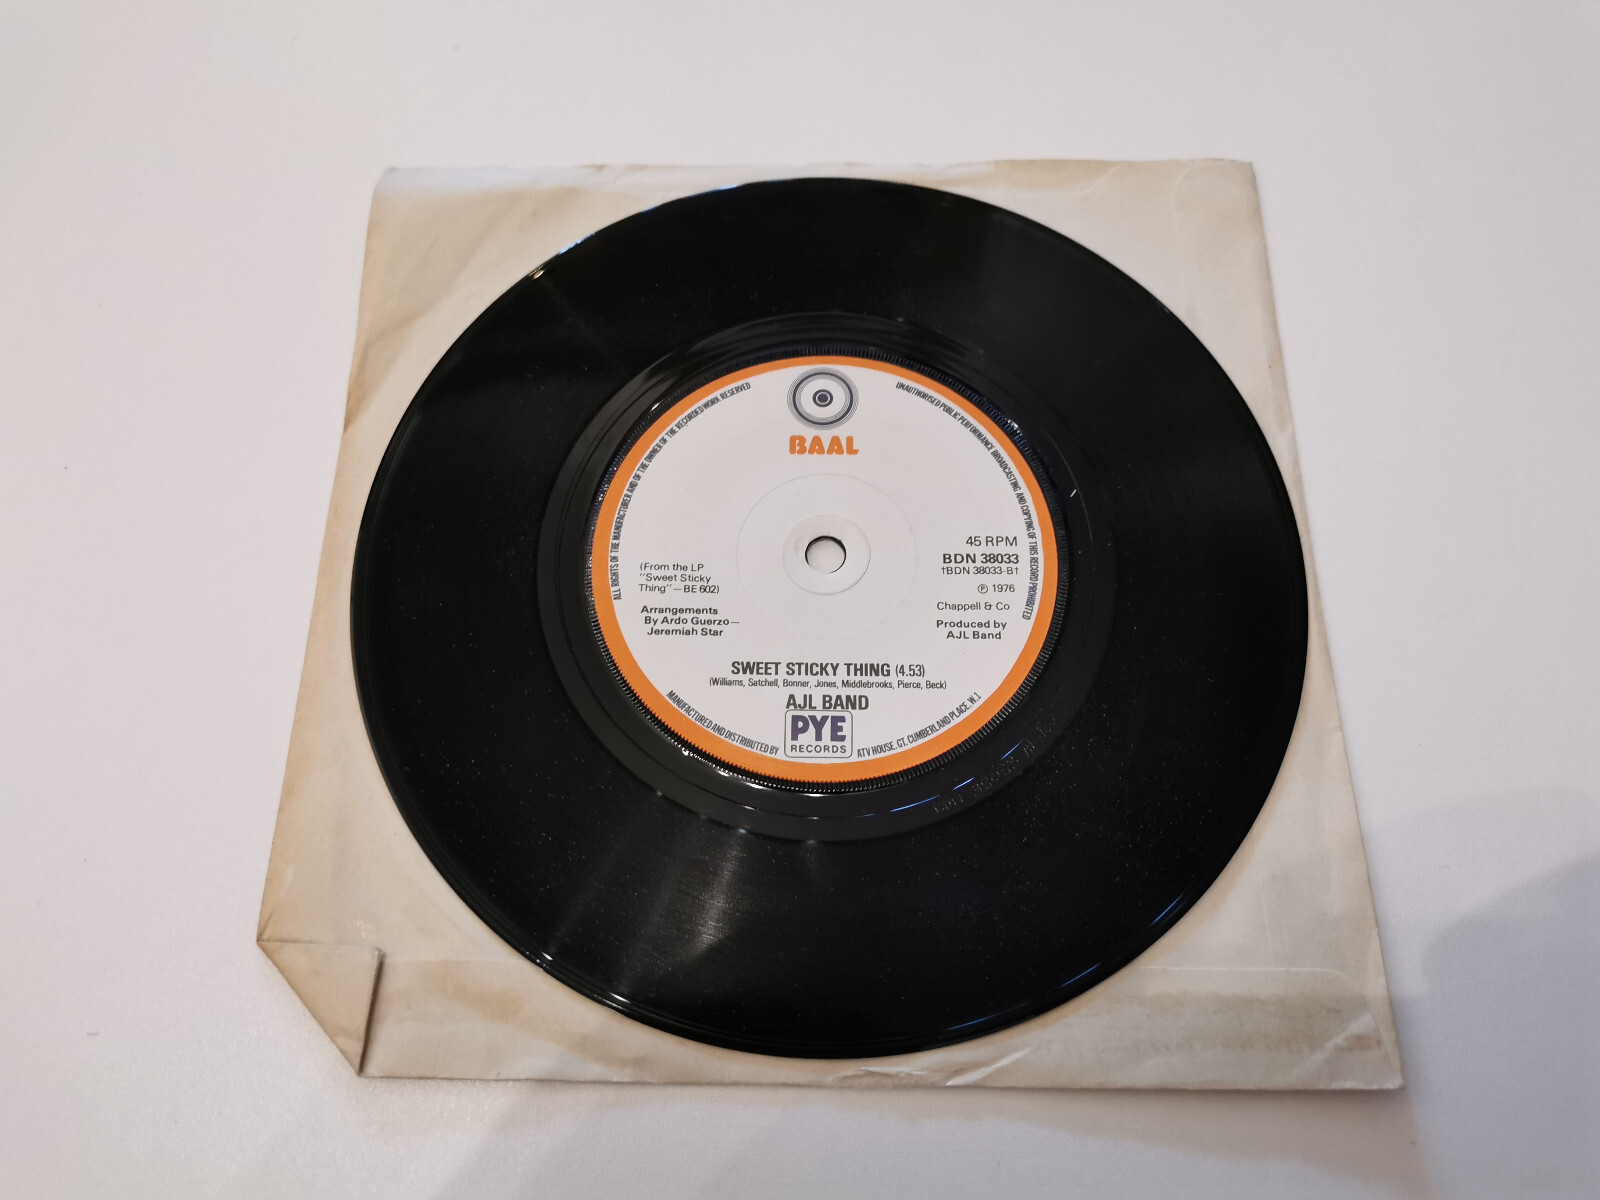 BAAL
ALL RIGHTS OF THE MANUFACTURER AND OF THE OWNER OF THE RECORDED WORK RESERVED
UNAUTHORISED PUBLIC PERFORMANCE BROADCASTING AND COPYING OF THIS RECORD PROHIBITED
(From the LP
"Sweet Sticky
Thing"—BE 602)
Arrangements
By Ardo Guerzo—
Jeremiah Star
45 RPM
BDN 38033
†BDN 38033-B†
℗ 1976
Chappell & Co
Produced by
AJL Band
SWEET STICKY THING (4.53)
(Williams, Satchell, Bonner, Jones, Middlebrooks, Pierce, Beck)
AJL BAND
MANUFACTURED AND DISTRIBUTED BY
PYE
RECORDS
ATV HOUSE, GT. CUMBERLAND PLACE, W.1